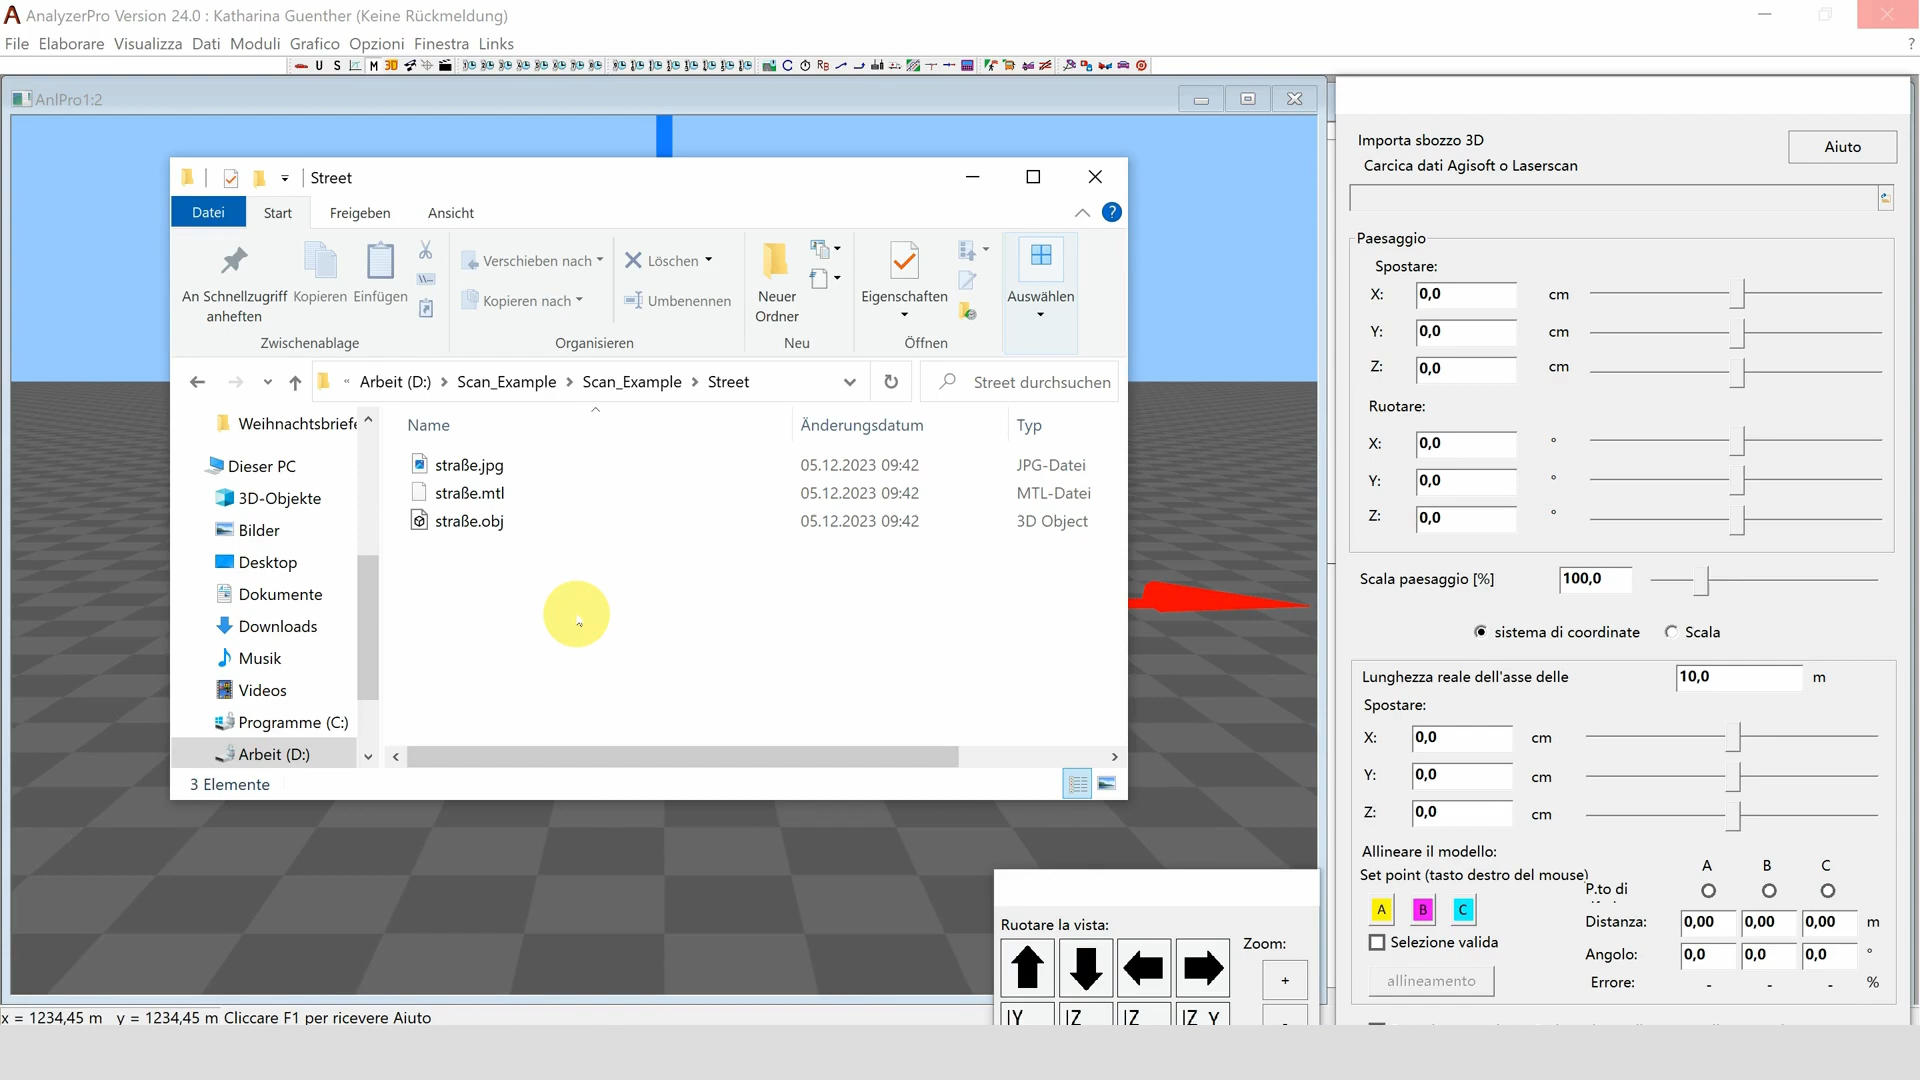 AnalyzerPro Version 24.0 : Katharina Guenther (Keine Rückmeldung)
File Elaborare Visualizza Dati Moduli Grafico Opzioni Finestra Links ?
U S M 3D
AnlPro1:2
Street
Datei Start Freigeben Ansicht
An Schnellzugriff anheften
Kopieren
Einfügen
Verschieben nach
Kopieren nach
Löschen
Umbenennen
Neuer Ordner
Eigenschaften
Auswählen
Zwischenablage Organisieren Neu Öffnen
« Arbeit (D:) › Scan_Example › Scan_Example › Street
Street durchsuchen
Weihnachtsbriefe
Dieser PC
3D-Objekte
Bilder
Desktop
Dokumente
Downloads
Musik
Videos
Programme (C:)
Arbeit (D:)
Name Änderungsdatum Typ
straße.jpg 05.12.2023 09:42 JPG-Datei
straße.mtl 05.12.2023 09:42 MTL-Datei
straße.obj 05.12.2023 09:42 3D Object
3 Elemente
Ruotare la vista:
Zoom:
+
|Y |Z |Z |Z Y -
Importa sbozzo 3D
Aiuto
Carcica dati Agisoft o Laserscan
Paesaggio
Spostare:
X: 0,0 cm
Y: 0,0 cm
Z: 0,0 cm
Ruotare:
X: 0,0 °
Y: 0,0 °
Z: 0,0 °
Scala paesaggio [%] 100,0
sistema di coordinate Scala
Lunghezza reale dell'asse delle 10,0 m
Spostare:
X: 0,0 cm
Y: 0,0 cm
Z: 0,0 cm
Allineare il modello:
A B C
Set point (tasto destro del mouse)
P.to di
A B C
Distanza: 0,00 0,00 0,00 m
Selezione valida
Angolo: 0,0 0,0 0,0 °
allineamento
Errore: - - - %
x = 1234,45 m y = 1234,45 m Cliccare F1 per ricevere Aiuto